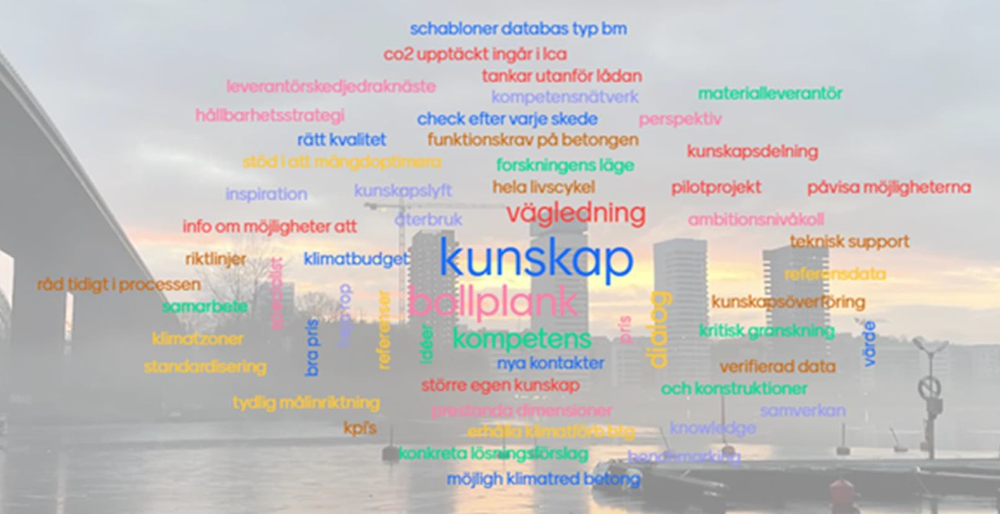 schabloner databas typ bm
co2 upptäckt ingår i lca
tankar utanför lådan
leverantörskedjedraknäste
kompetensnätverk
materialleverantör
hållbarhetsstrategi
check efter varje skede
perspektiv
rätt kvalitet
funktionskrav på betongen
kunskapsdelning
stöd i att mängdoptimera
forskningens läge
inspiration
kunskapslyft
hela livscykel
pilotprojekt
påvisa möjligheterna
återbruk
vägledning
ambitionsnivåkoll
info om möjligheter att
teknisk support
riktlinjer
klimatbudget
kunskap
referensdata
råd tidigt i processen
specialist
samarbete
bollplank
kunskapsöverföring
bra pris
referenser
idéer
pris
dialog
klimatzoner
kompetens
kritisk granskning
värde
standardisering
nya kontakter
verifierad data
större egen kunskap
och konstruktioner
tydlig målinriktning
prestanda dimensioner
samverkan
kpi's
erhålla klimatförb btg
knowledge
konkreta lösningsförslag
benchmarking
möjligh klimatred betong